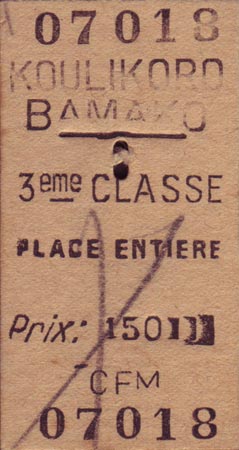 07018
KOULIKORO
BAMAKO
3eme CLASSE
PLACE ENTIERE
Prix: 150
CFM
07018